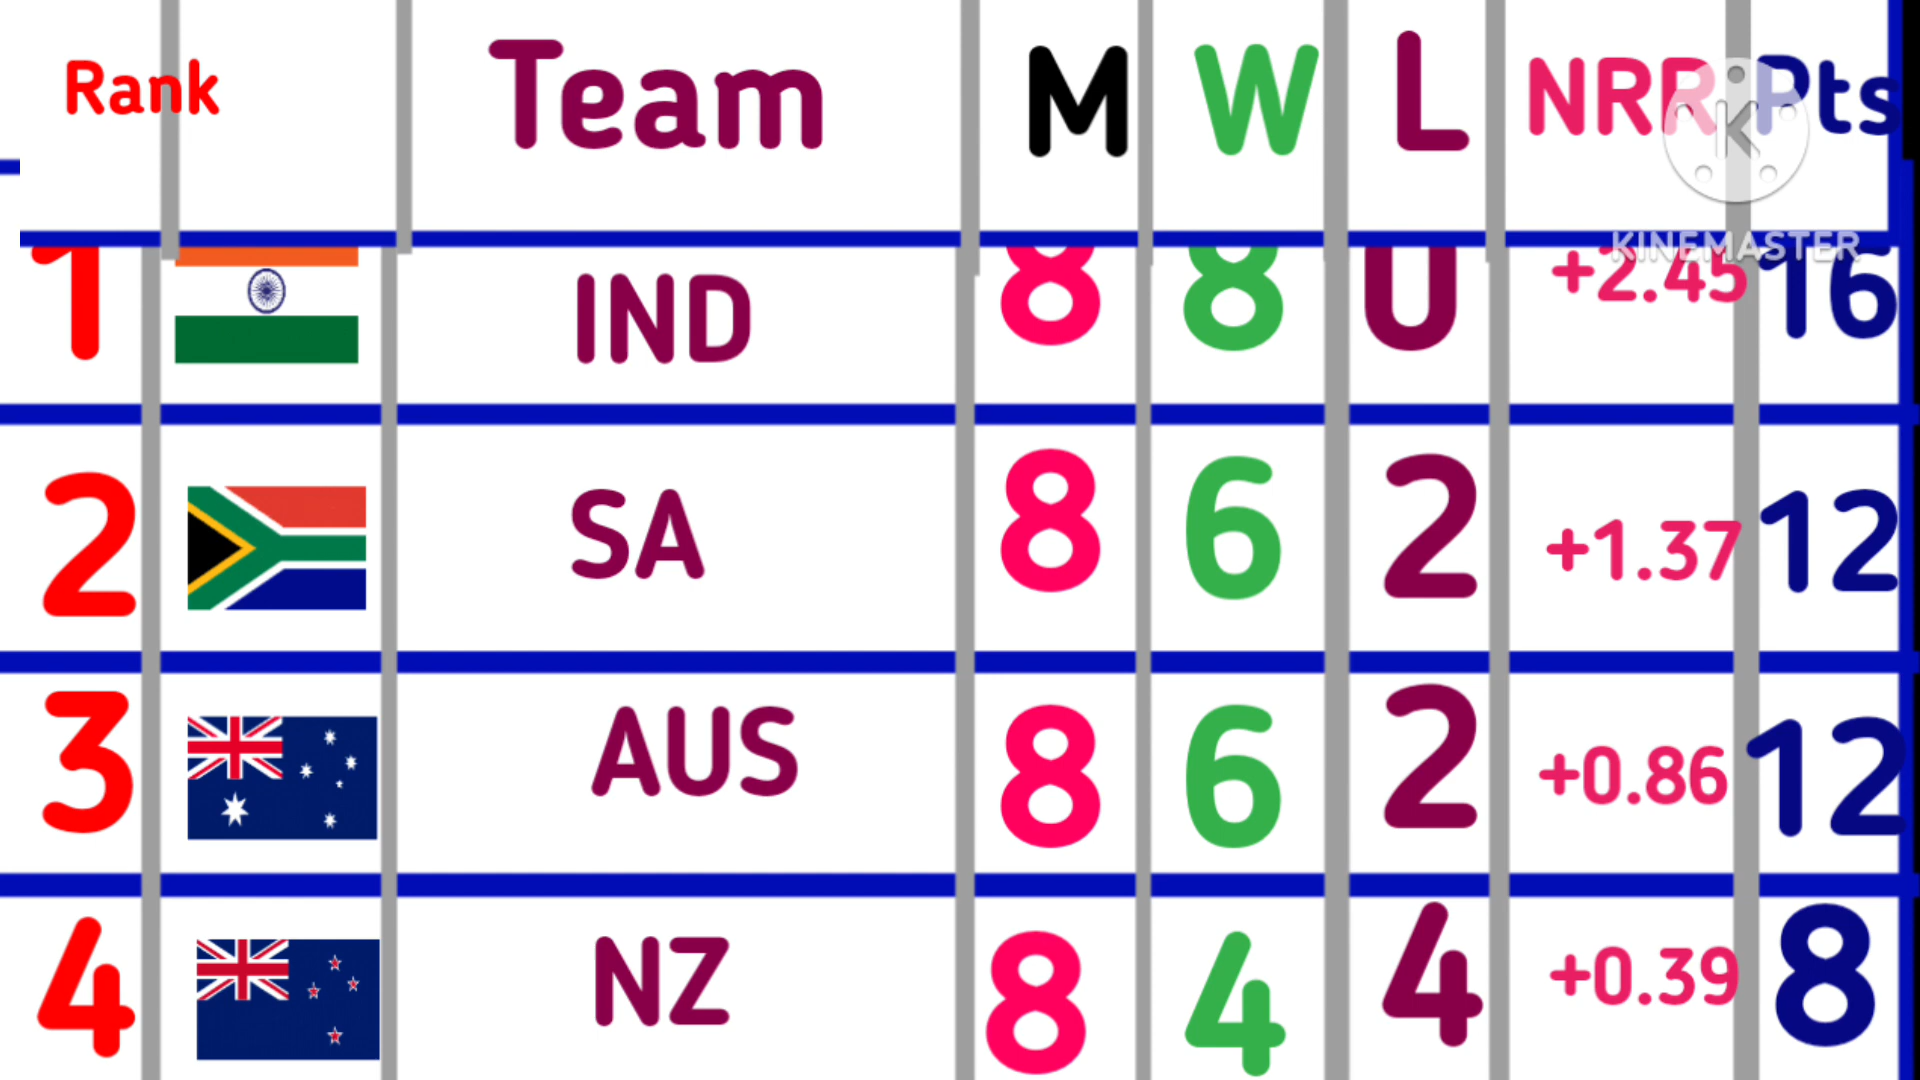 Rank Team M W L NRR Pts
K
KINEMASTER
1 IND 8 8 0 +2.45 16
2 SA 8 6 2 +1.37 12
3 AUS 8 6 2 +0.86 12
4 NZ 8 4 4 +0.39 8